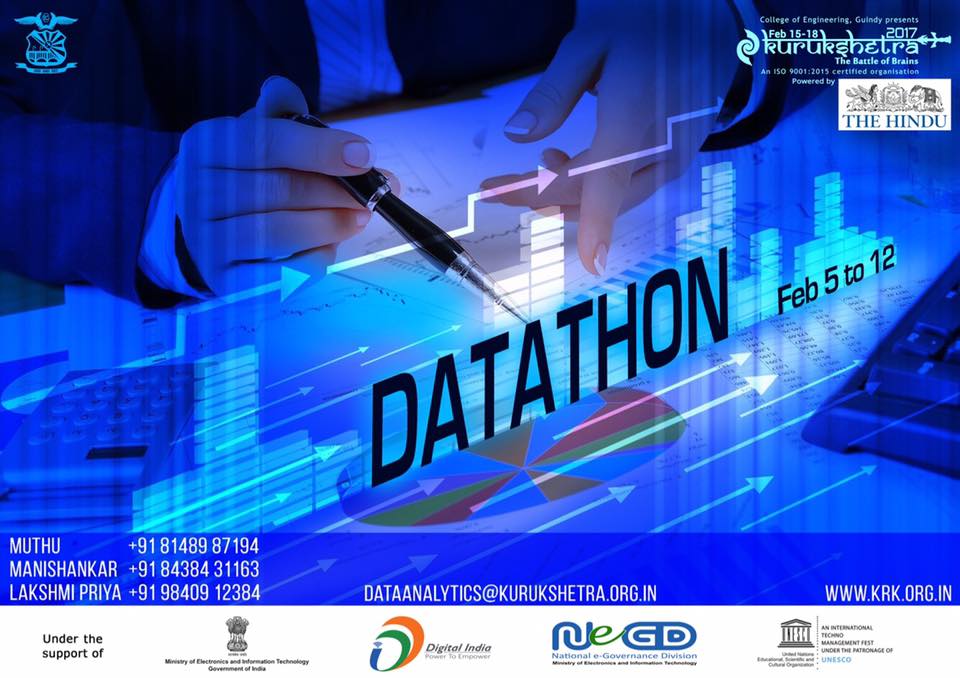 College of Engineering, Guindy presents
Feb 15-18 2017
kurukshetra
The Battle of Brains
An ISO 9001:2015 certified organisation
Powered by
THE HINDU
DATATHON
Feb 5 to 12
MUTHU +91 81489 87194
MANISHANKAR +91 84384 31163
LAKSHMI PRIYA +91 98409 12384
DATAANALYTICS@KURUKSHETRA.ORG.IN
WWW.KRK.ORG.IN
Under the
support of
Ministry of Electronics and Information Technology
Government of India
Digital India
Power To Empower
NeGD
National e-Governance Division
Ministry of Electronics and Information Technology
UNESCO
United Nations
Educational, Scientific and
Cultural Organization
AN INTERNATIONAL
TECHNO
MANAGEMENT FEST
UNDER THE PATRONAGE OF
UNESCO